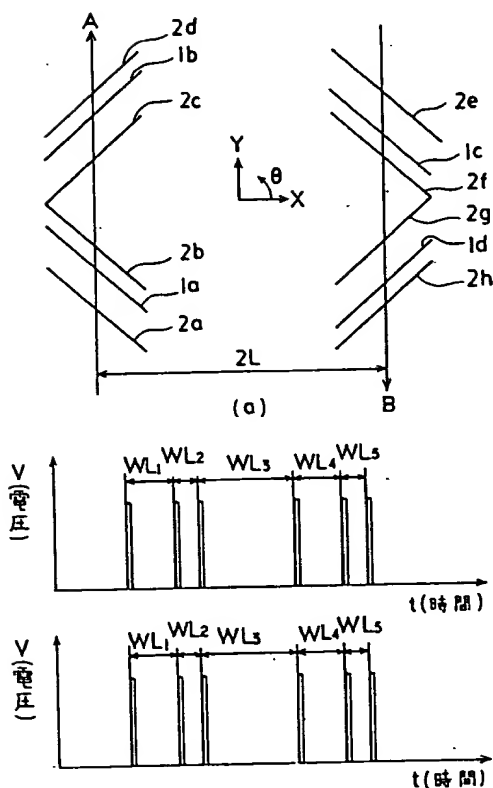 A
2d
1b
2c
2e
1c
2f
2g
1d
2h
Y
θ
X
2b
1a
2a
2L
(a)
B
WL1 WL2 WL3 WL4 WL5
V(電圧)
t(時間)
WL1 WL2 WL3 WL4 WL5
V(電圧)
t(時間)